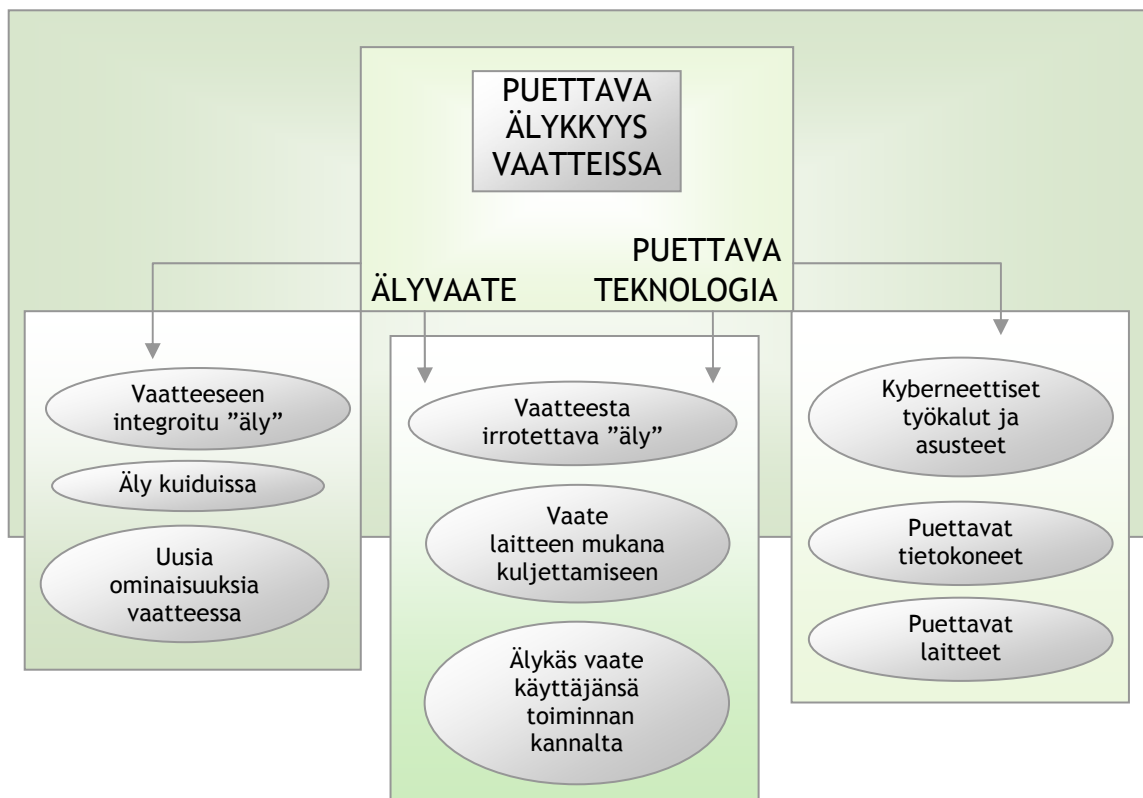 PUETTAVA
ÄLYKKYYS
VAATTEISSA
ÄLYVAATE
PUETTAVA
TEKNOLOGIA
Vaatteeseen
integroitu ”äly”
Äly kuiduissa
Uusia
ominaisuuksia
vaatteessa
Vaatteesta
irrotettava ”äly”
Vaate
laitteen mukana
kuljettamiseen
Älykäs vaate
käyttäjänsä
toiminnan
kannalta
Kyberneettiset
työkalut ja
asusteet
Puettavat
tietokoneet
Puettavat
laitteet